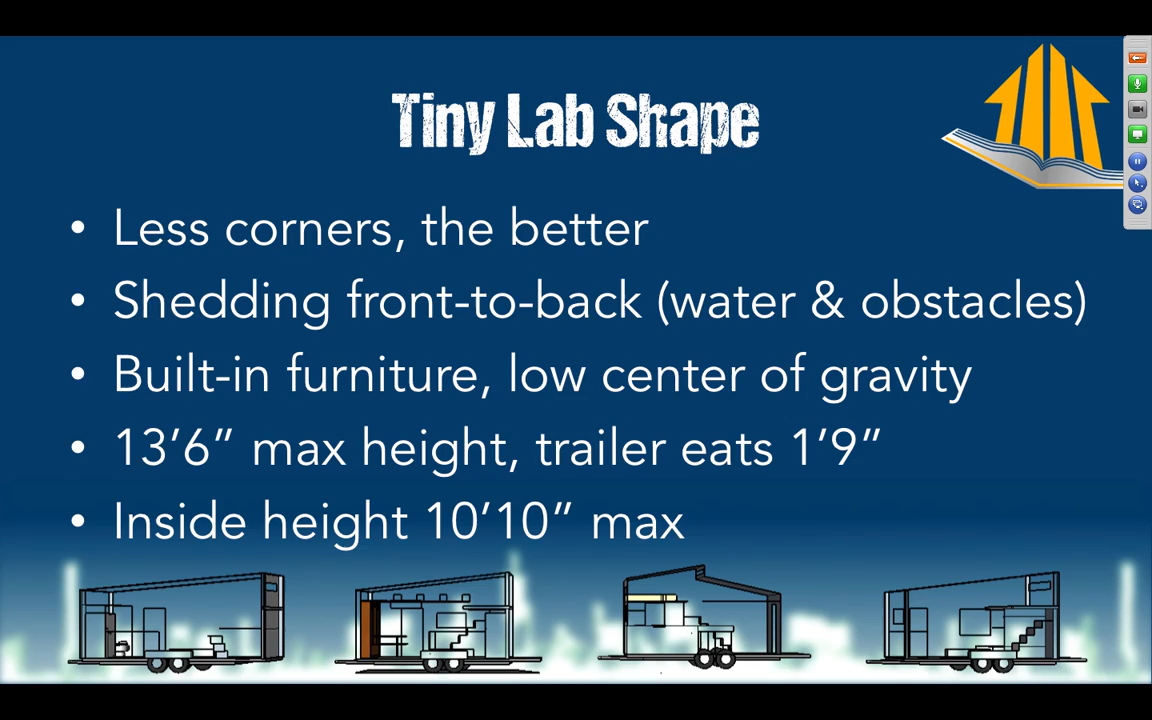 Tiny Lab Shape
• Less corners, the better
• Shedding front-to-back (water & obstacles)
• Built-in furniture, low center of gravity
• 13’6” max height, trailer eats 1’9”
• Inside height 10’10” max